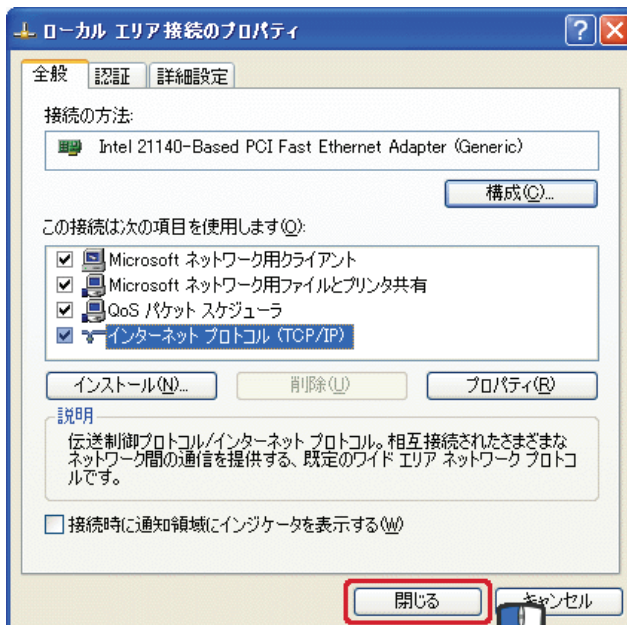 ローカル エリア接続のプロパティ
全般 認証 詳細設定
接続の方法:
Intel 21140-Based PCI Fast Ethernet Adapter (Generic)
構成(C)...
この接続は次の項目を使用します(O):
Microsoft ネットワーク用クライアント
Microsoft ネットワーク用ファイルとプリンタ共有
QoS パケット スケジューラ
インターネット プロトコル (TCP/IP)
インストール(N)... 削除(U) プロパティ(R)
説明
伝送制御プロトコル/インターネット プロトコル。相互接続されたさまざまな
ネットワーク間の通信を提供する、既定のワイド エリア ネットワーク プロトコ
ルです。
接続時に通知領域にインジケータを表示する(W)
閉じる キャンセル